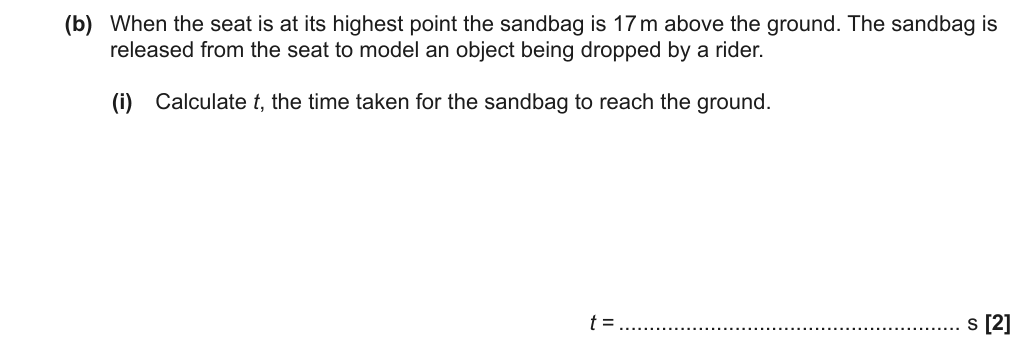 (b) When the seat is at its highest point the sandbag is 17 m above the ground. The sandbag is
released from the seat to model an object being dropped by a rider.
(i) Calculate t, the time taken for the sandbag to reach the ground.
t = ....................................................... s [2]